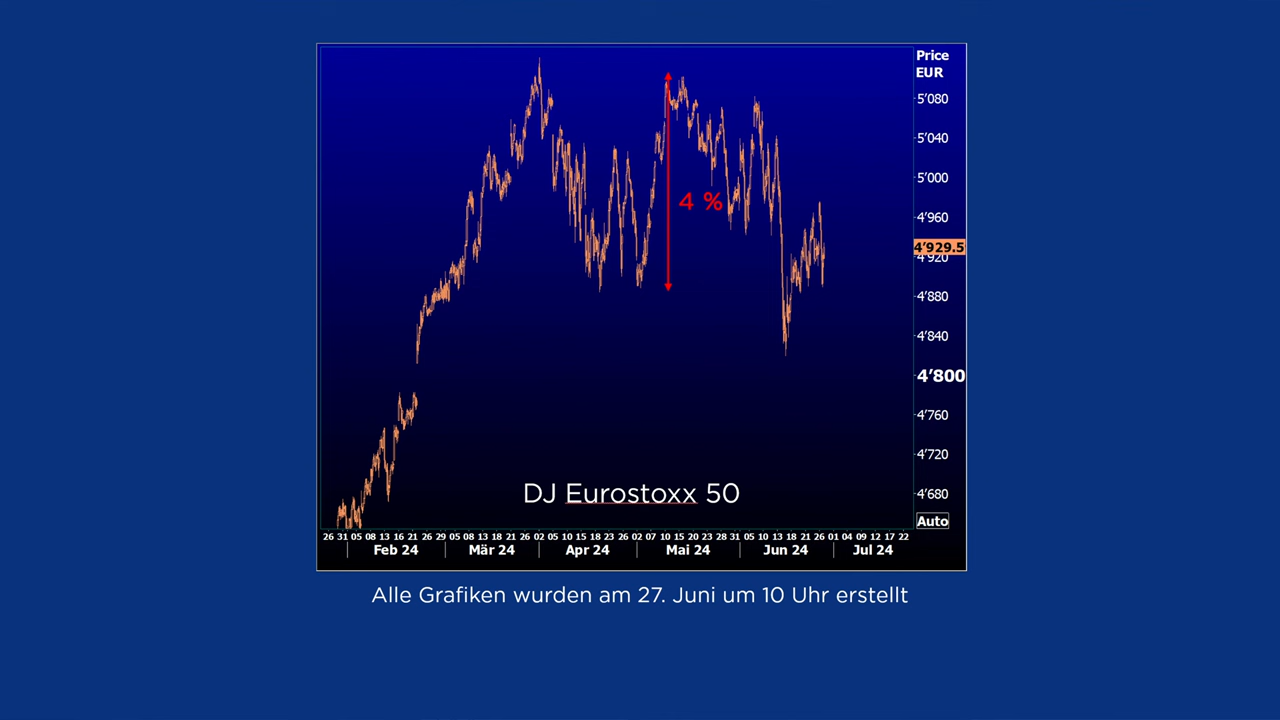 Price
EUR
5'080
5'040
5'000
4'960
4'929.5
4'920
4'880
4'840
4'800
4'760
4'720
4'680
Auto
4 %
DJ Eurostoxx 50
26 31 05 08 13 16 21 26 29 05 08 13 18 21 26 02 05 10 15 18 23 26 02 07 10 15 20 23 28 31 05 10 13 18 21 26 01 04 09 12 17 22
Feb 24 Mär 24 Apr 24 Mai 24 Jun 24 Jul 24
Alle Grafiken wurden am 27. Juni um 10 Uhr erstellt